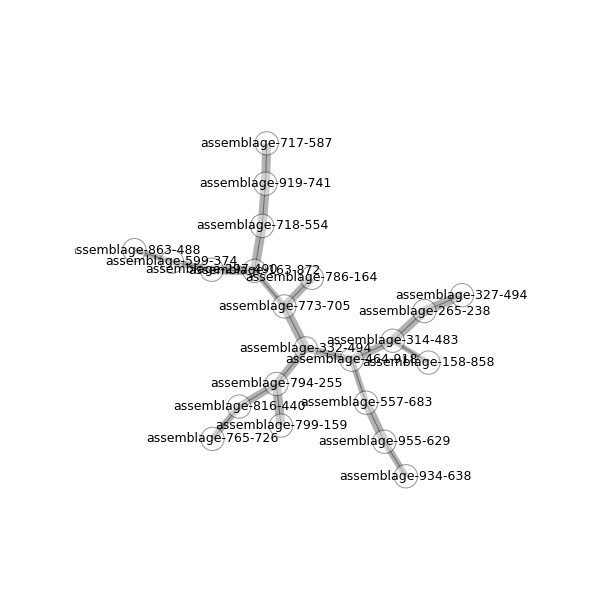 assemblage-717-587
assemblage-919-741
assemblage-718-554
assemblage-863-488
assemblage-599-374
assemblage-163-872
assemblage-786-164
assemblage-327-494
assemblage-773-705
assemblage-265-238
assemblage-314-483
assemblage-332-494
assemblage-464-918
assemblage-158-858
assemblage-794-255
assemblage-557-683
assemblage-816-440
assemblage-799-159
assemblage-765-726
assemblage-955-629
assemblage-934-638